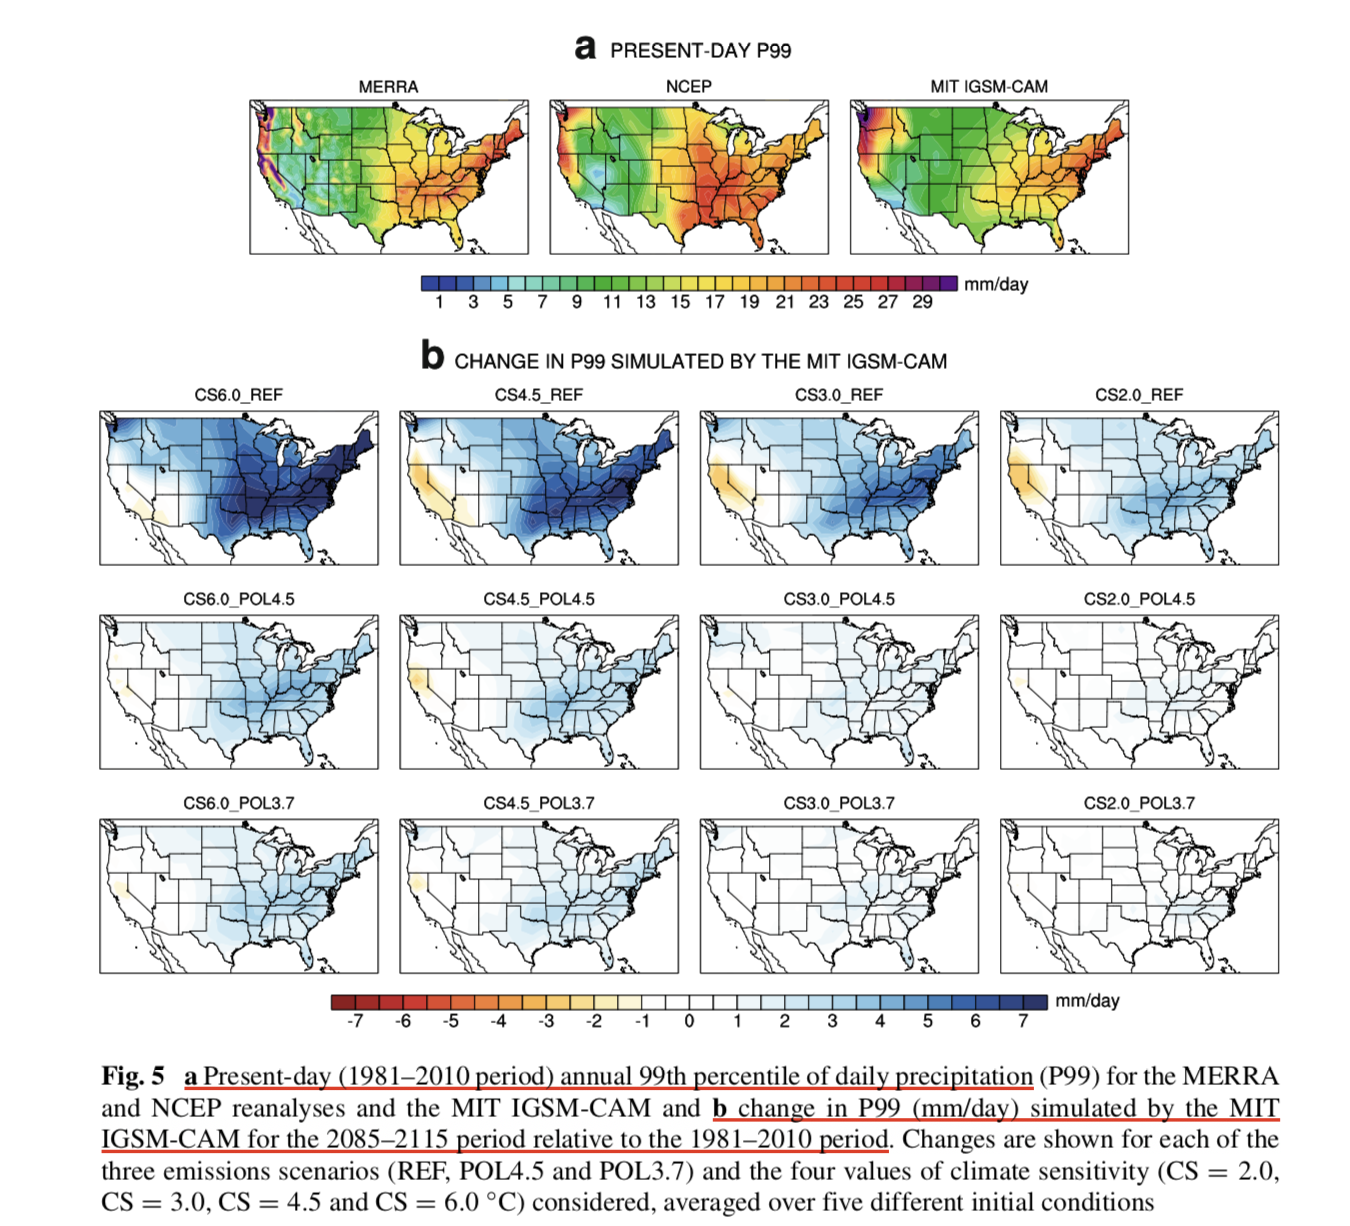 a PRESENT-DAY P99
MERRA NCEP MIT IGSM-CAM
1 3 5 7 9 11 13 15 17 19 21 23 25 27 29 mm/day
b CHANGE IN P99 SIMULATED BY THE MIT IGSM-CAM
CS6.0_REF CS4.5_REF CS3.0_REF CS2.0_REF
CS6.0_POL4.5 CS4.5_POL4.5 CS3.0_POL4.5 CS2.0_POL4.5
CS6.0_POL3.7 CS4.5_POL3.7 CS3.0_POL3.7 CS2.0_POL3.7
-7 -6 -5 -4 -3 -2 -1 0 1 2 3 4 5 6 7 mm/day
Fig. 5 a Present-day (1981–2010 period) annual 99th percentile of daily precipitation (P99) for the MERRA
and NCEP reanalyses and the MIT IGSM-CAM and b change in P99 (mm/day) simulated by the MIT
IGSM-CAM for the 2085–2115 period relative to the 1981–2010 period. Changes are shown for each of the
three emissions scenarios (REF, POL4.5 and POL3.7) and the four values of climate sensitivity (CS = 2.0,
CS = 3.0, CS = 4.5 and CS = 6.0 °C) considered, averaged over five different initial conditions